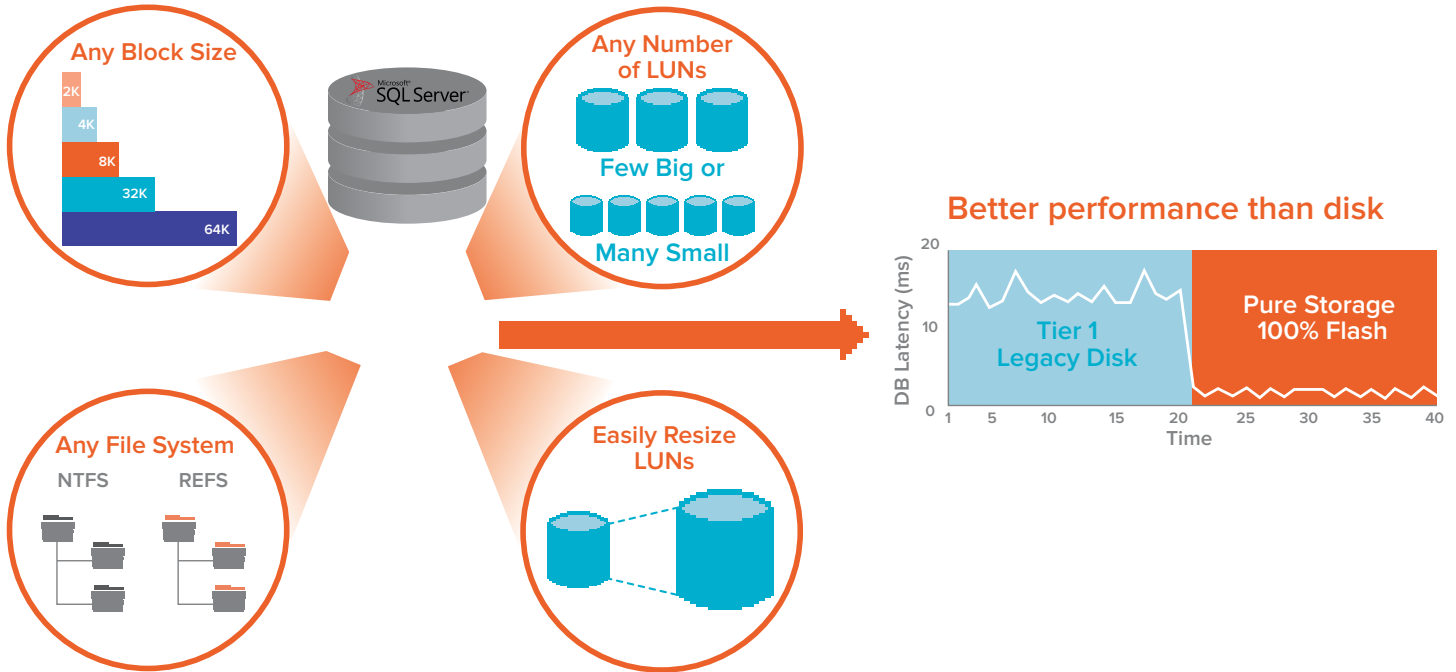 Any Block Size
2K
4K
8K
32K
64K
Microsoft®
SQL Server®
Any Number
of LUNs
Few Big or
Many Small
Any File System
NTFS
REFS
Easily Resize
LUNs
Better performance than disk
DB Latency (ms)
20
10
0
Tier 1
Legacy Disk
Pure Storage
100% Flash
1 5 10 15 20 25 30 35 40
Time